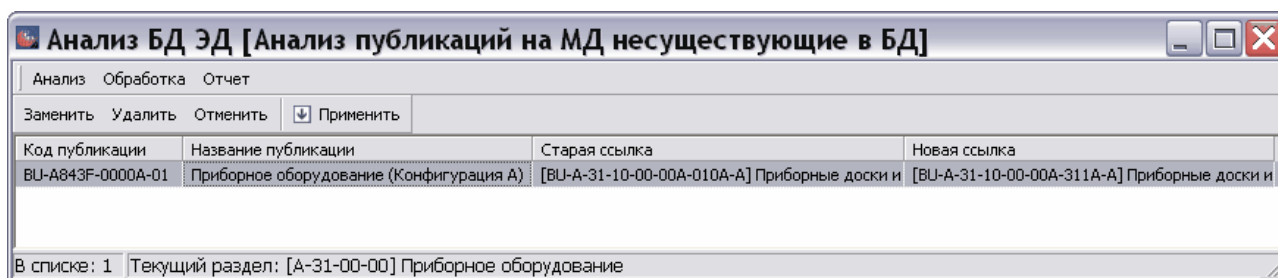 Анализ БД ЭД [Анализ публикаций на МД несуществующие в БД]
Анализ Обработка Отчет
Заменить Удалить Отменить Применить
Код публикации Название публикации Старая ссылка Новая ссылка
BU-A843F-0000A-01 Приборное оборудование (Конфигурация А) [BU-A-31-10-00-00A-010A-A] Приборные доски и [BU-A-31-10-00-00A-311A-A] Приборные доски и
В списке: 1 Текущий раздел: [A-31-00-00] Приборное оборудование